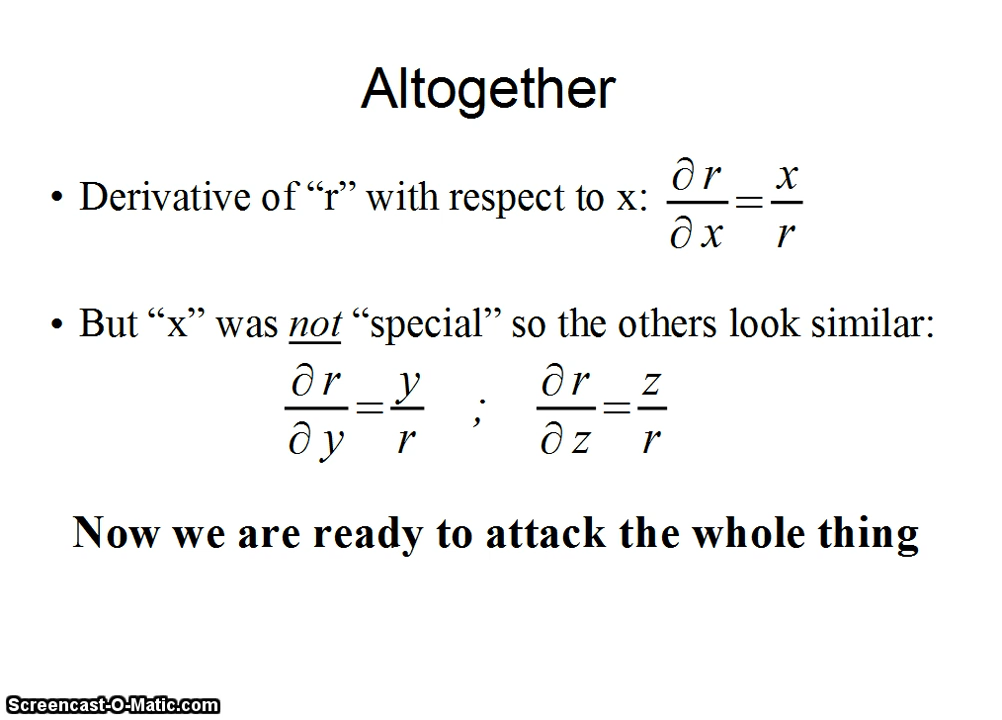 Altogether
• Derivative of “r” with respect to x: ∂r/∂x = x/r
• But “x” was not “special” so the others look similar:
∂r/∂y = y/r ; ∂r/∂z = z/r
Now we are ready to attack the whole thing
Screencast-O-Matic.com